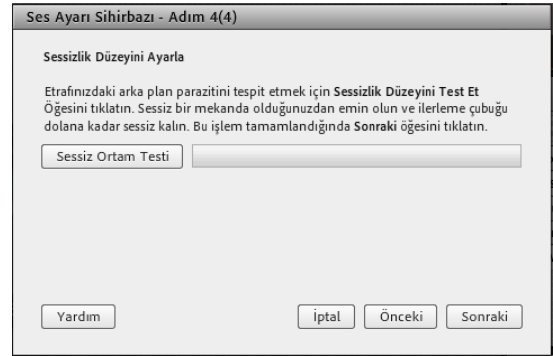 Ses Ayarı Sihirbazı - Adım 4(4)
Sessizlik Düzeyini Ayarla
Etrafınızdaki arka plan parazitini tespit etmek için Sessizlik Düzeyini Test Et
Öğesini tıklatın. Sessiz bir mekanda olduğunuzdan emin olun ve ilerleme çubuğu
dolana kadar sessiz kalın. Bu işlem tamamlandığında Sonraki öğesini tıklatın.
Sessiz Ortam Testi
Yardım İptal Önceki Sonraki